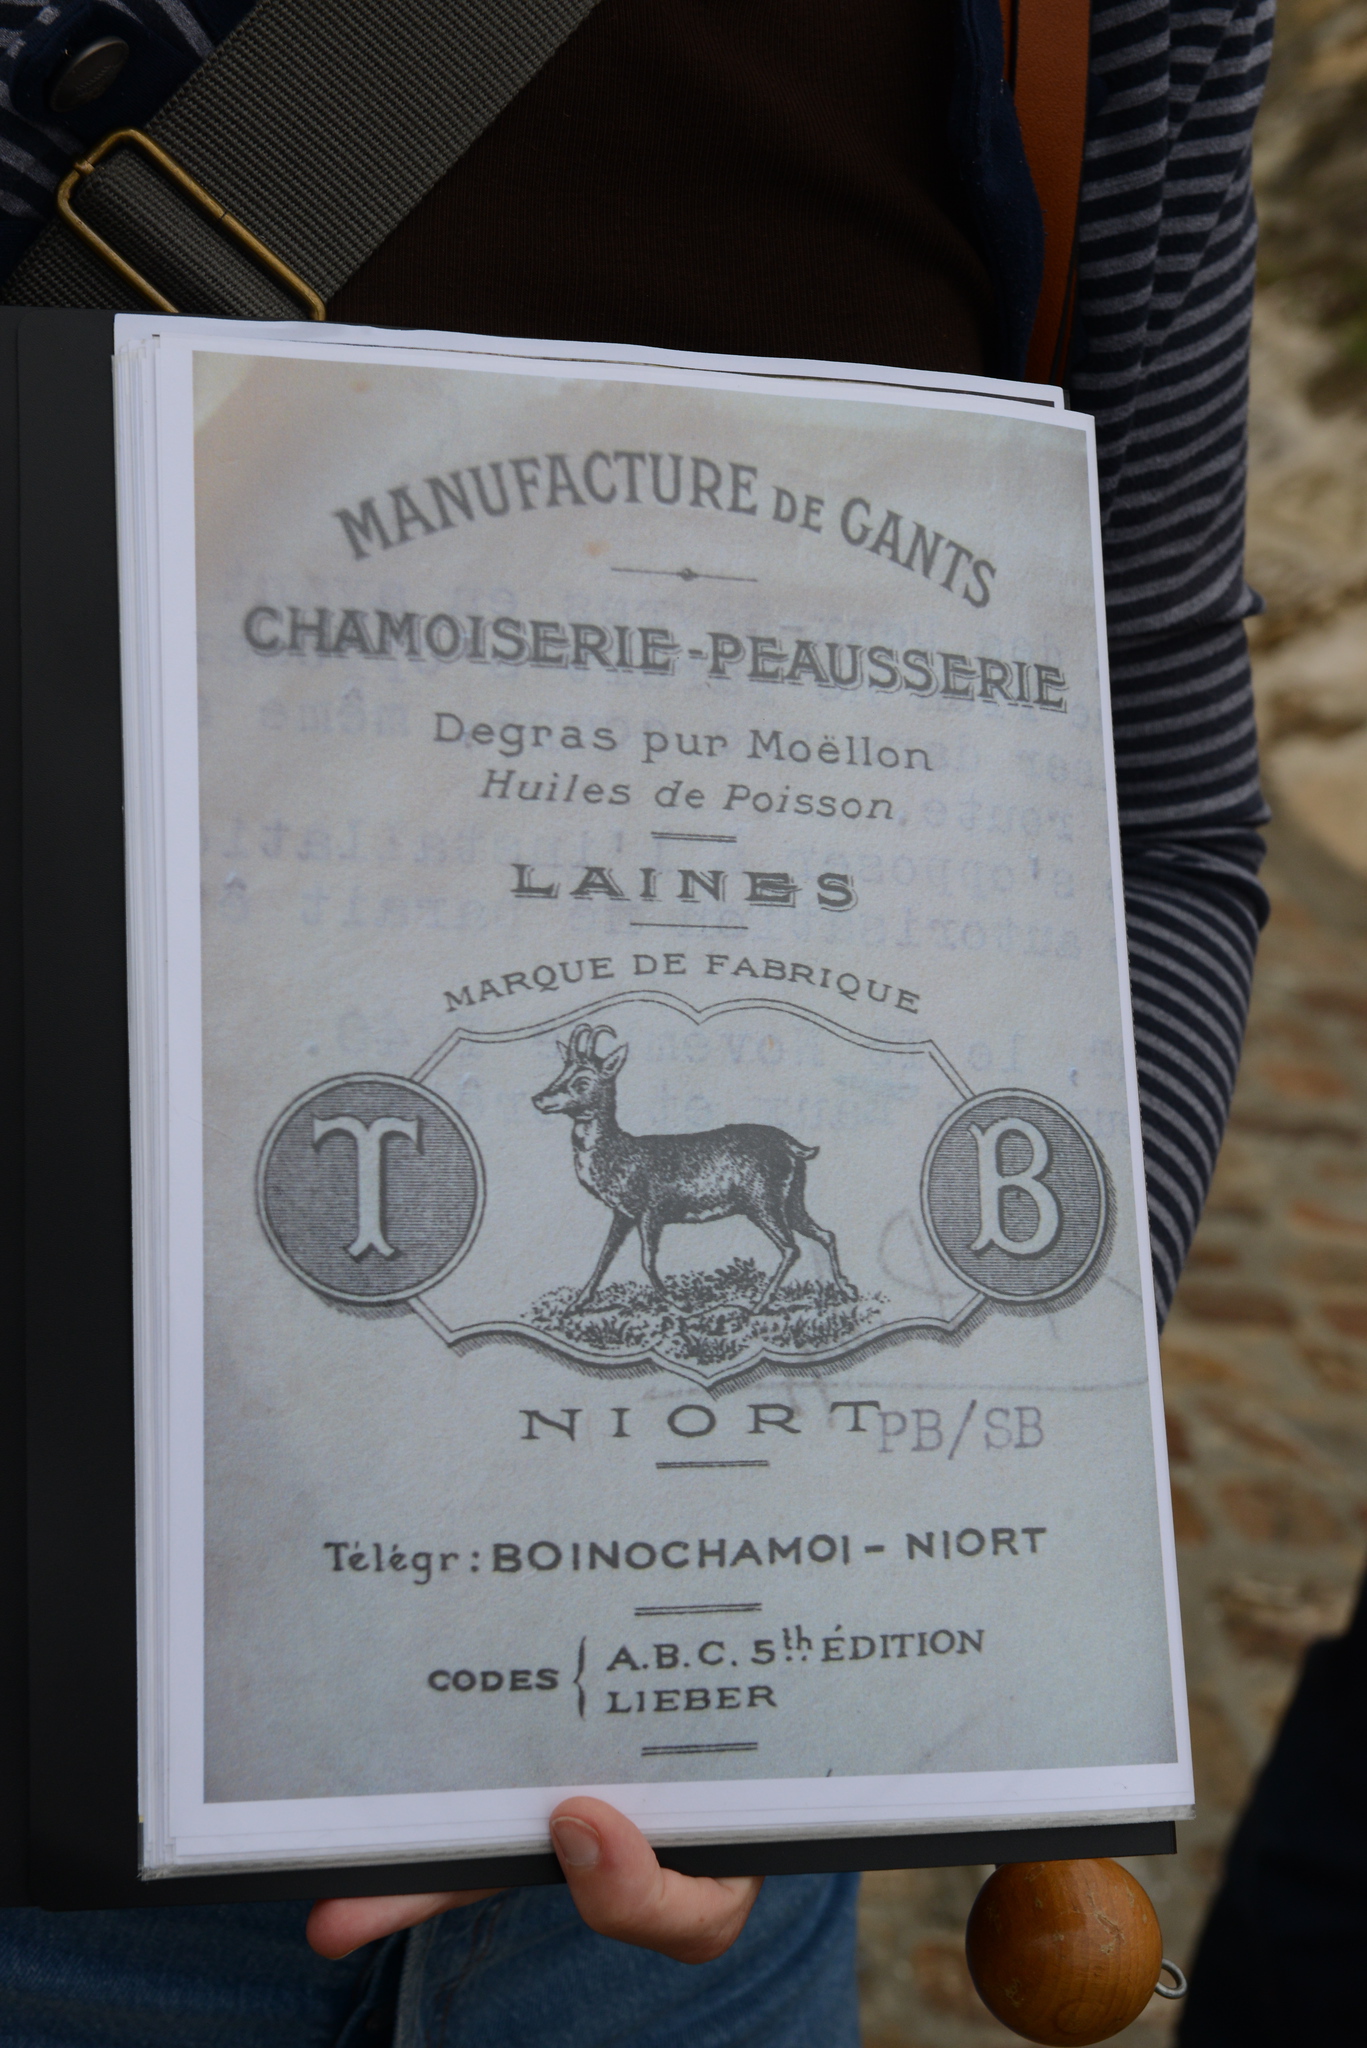 MANUFACTURE DE GANTS
CHAMOISERIE-PEAUSSERIE
Degras pur Moëllon
Huiles de Poisson
LAINES
MARQUE DE FABRIQUE
T
B
NIORT
PB/SB
Télégr: BOINOCHAMOI - NIORT
CODES { A.B.C. 5th ÉDITION
LIEBER